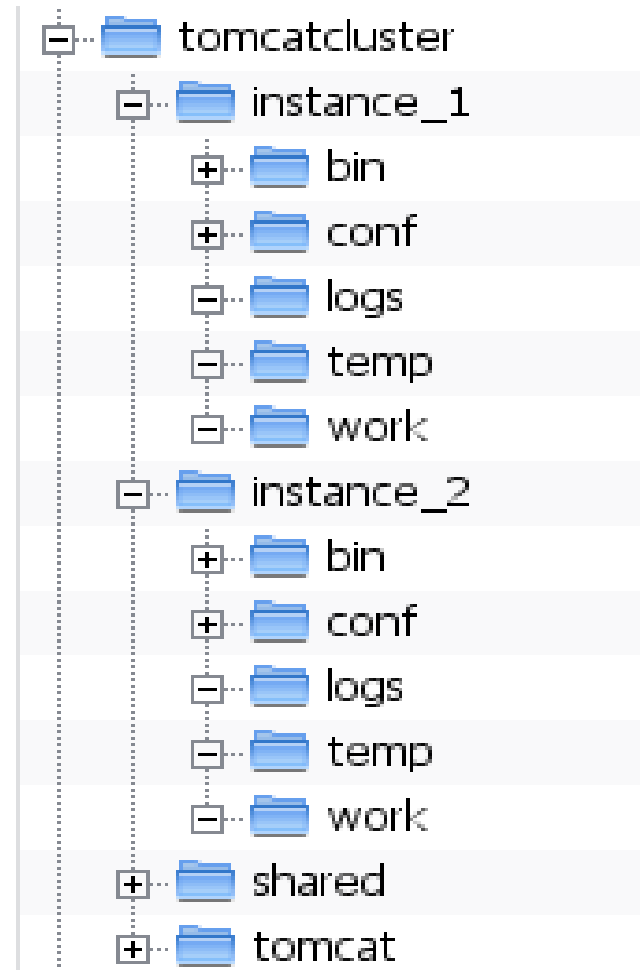 tomcatcluster
instance_1
bin
conf
logs
temp
work
instance_2
bin
conf
logs
temp
work
shared
tomcat